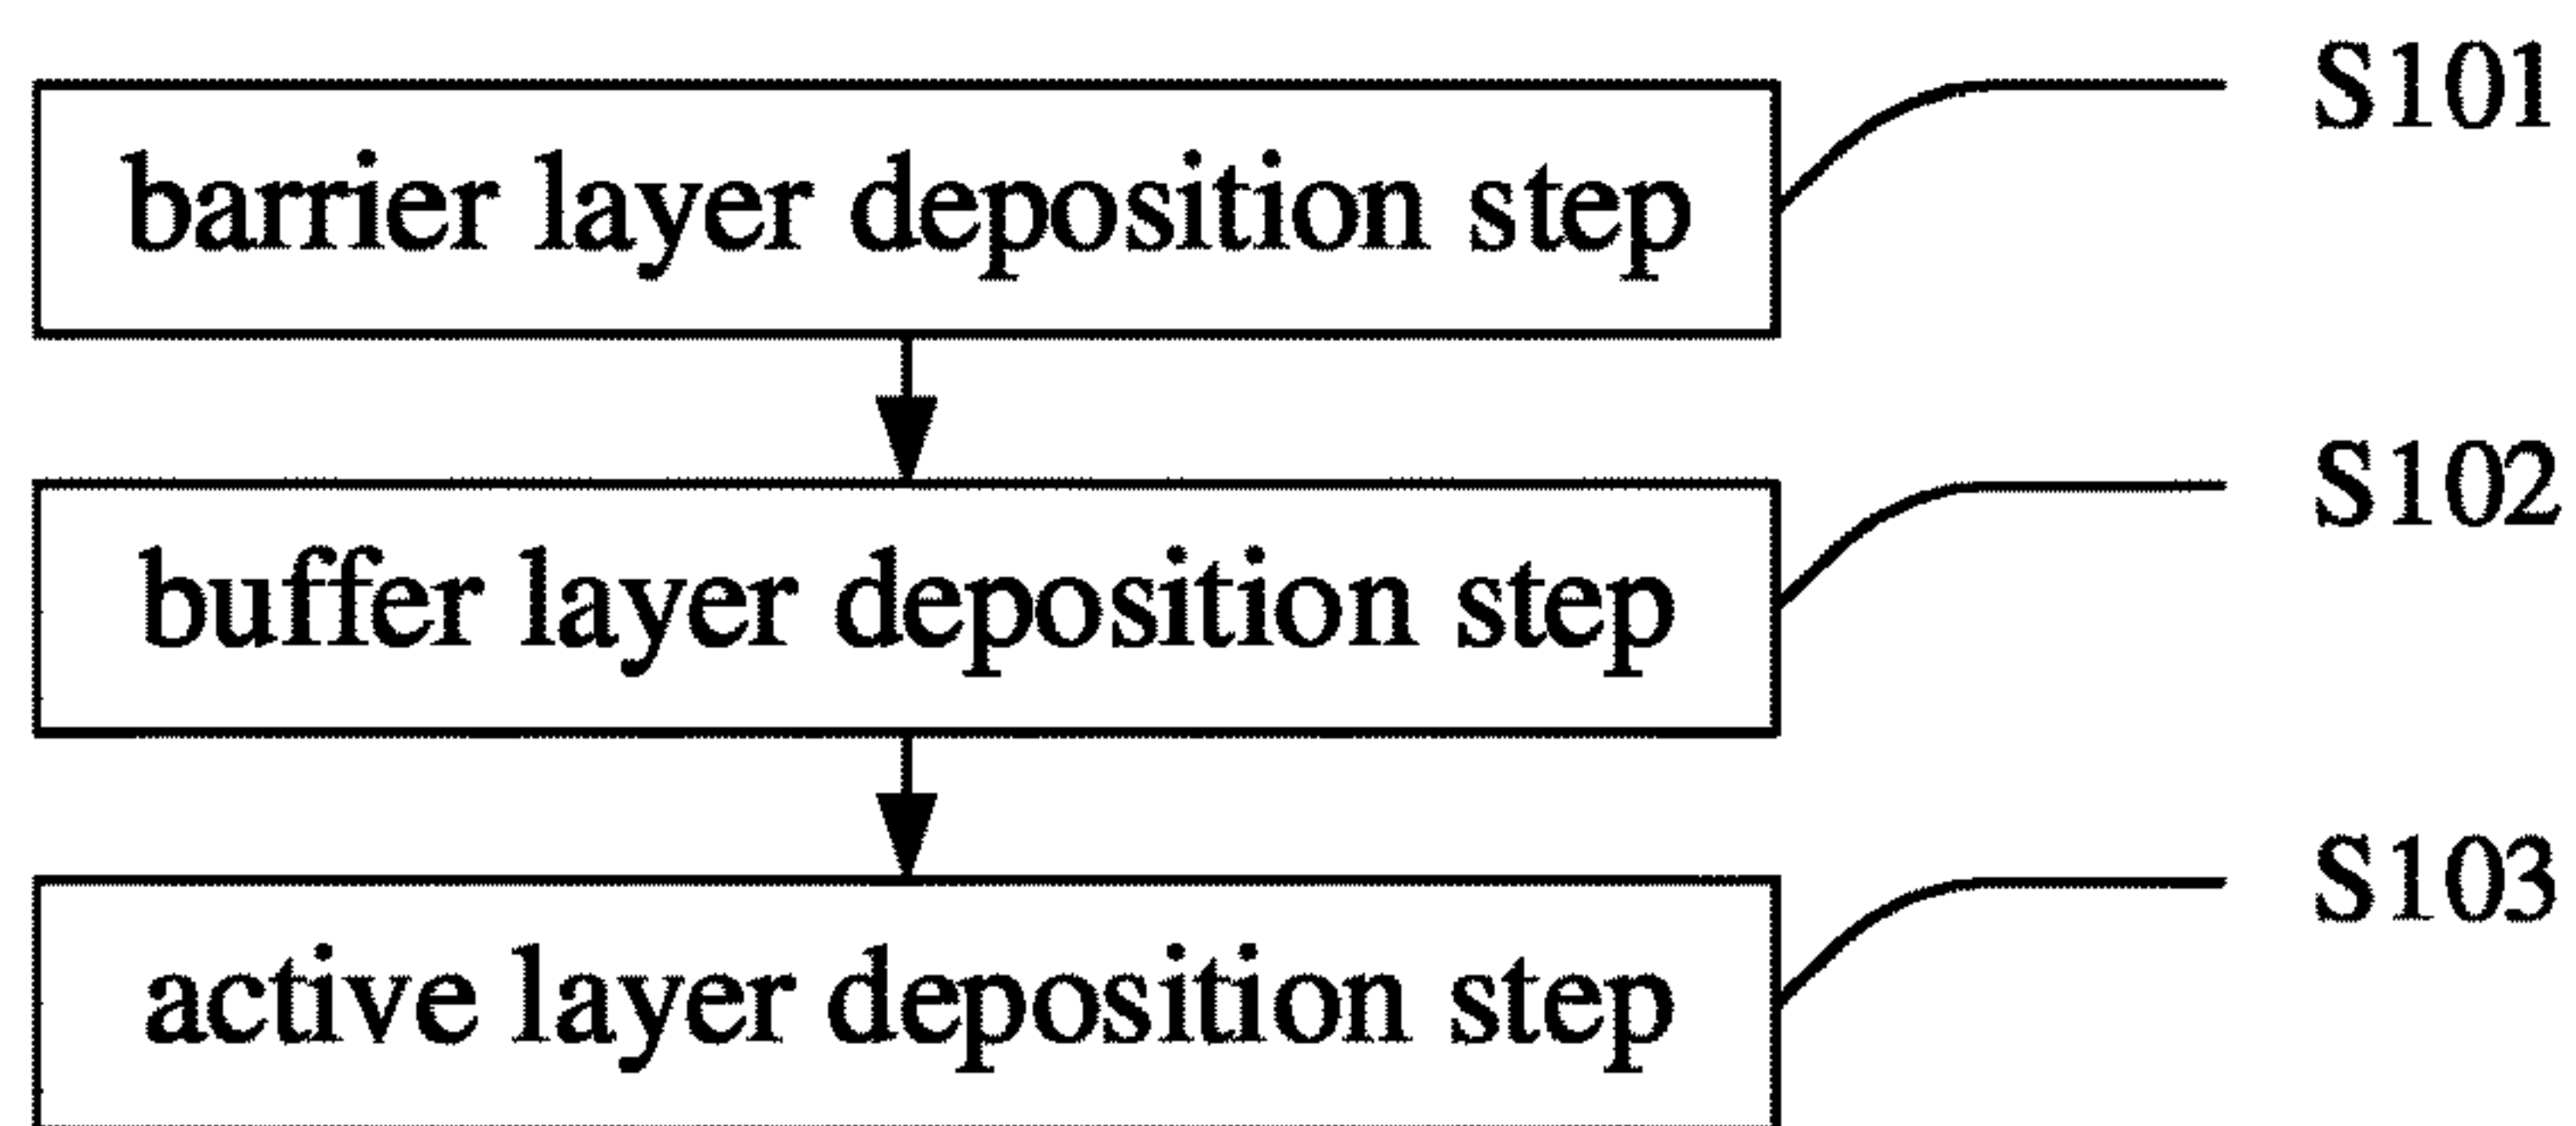 S101
barrier layer deposition step
S102
buffer layer deposition step
S103
active layer deposition step